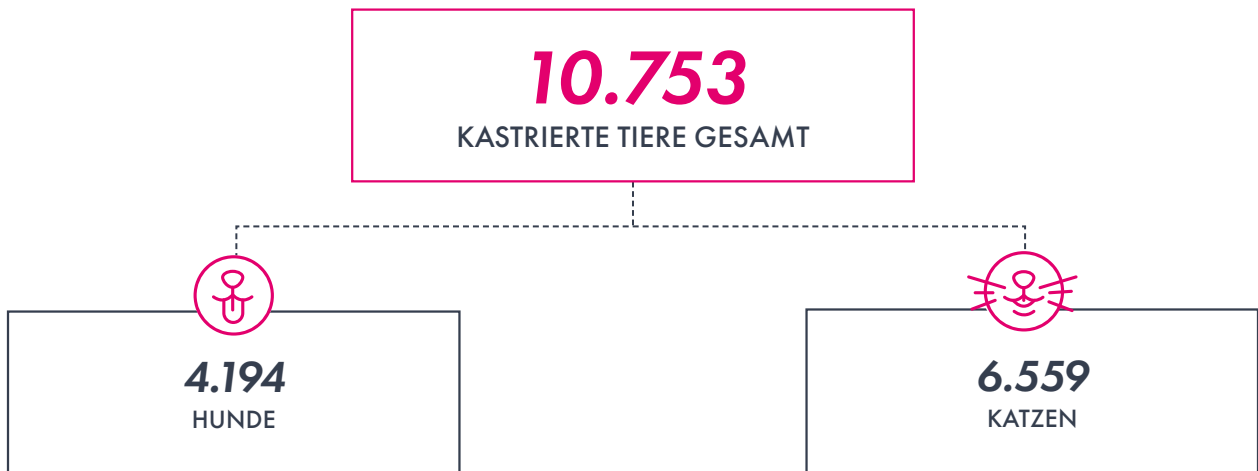 10.753
KASTRIERTE TIERE GESAMT
4.194
HUNDE
6.559
KATZEN